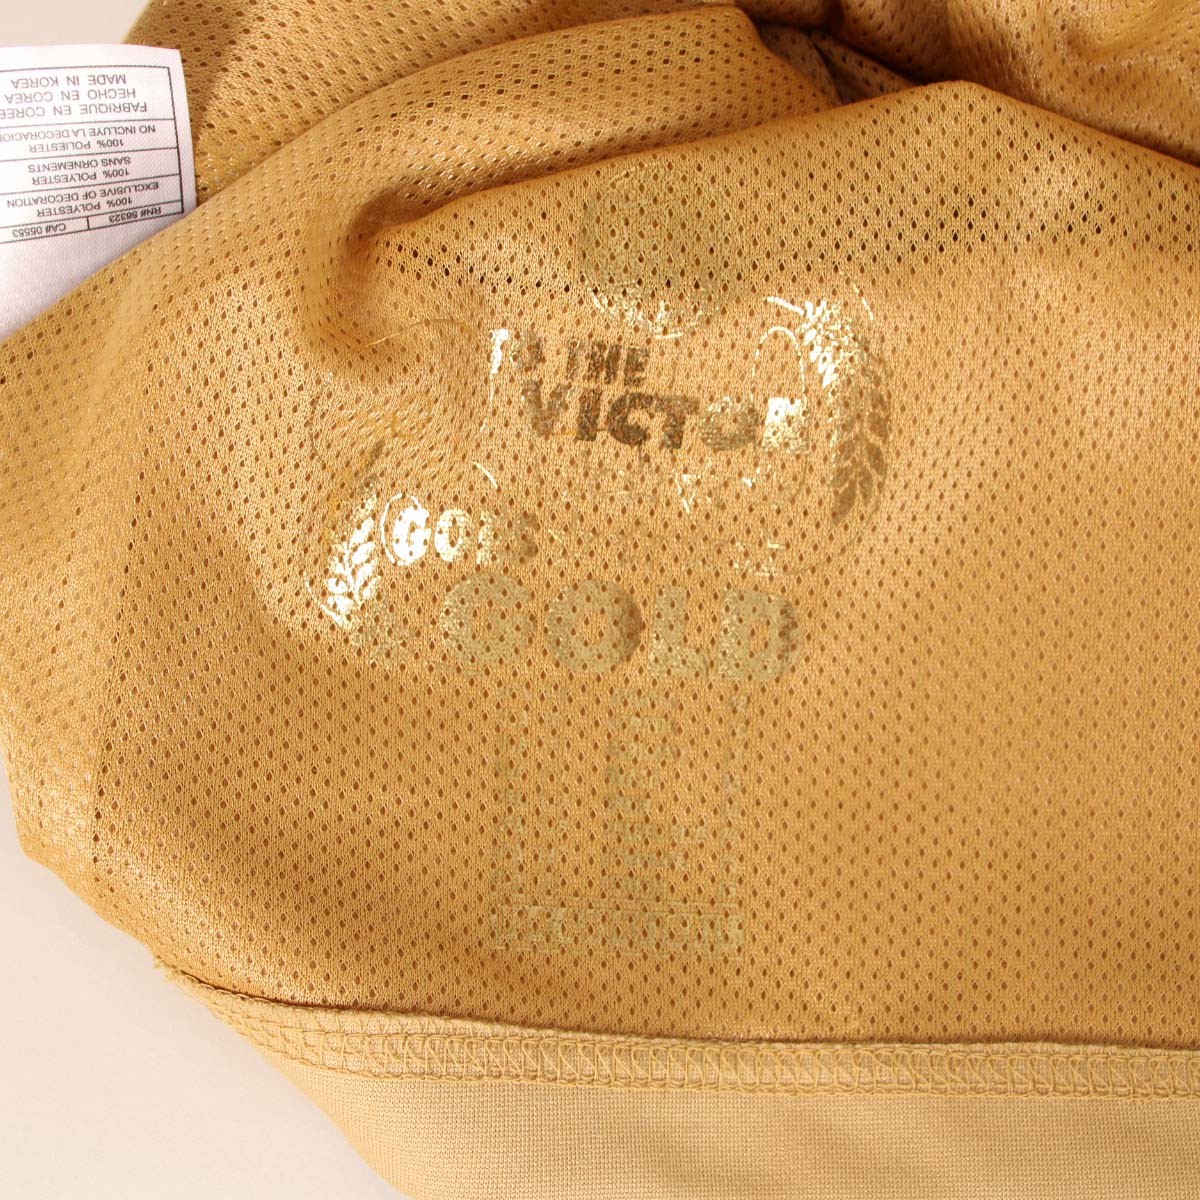 TO THE
VICTOR
GOES
GOLD
RN# 56323 CA# 05553
EXCLUSIVE OF DECORATION
100% POLYESTER
SANS ORNEMENTS
100% POLYESTER
NO INCLUYE LA DECORACION
100% POLIESTER
FABRIQUE EN COREE
HECHO EN COREA
MADE IN KOREA